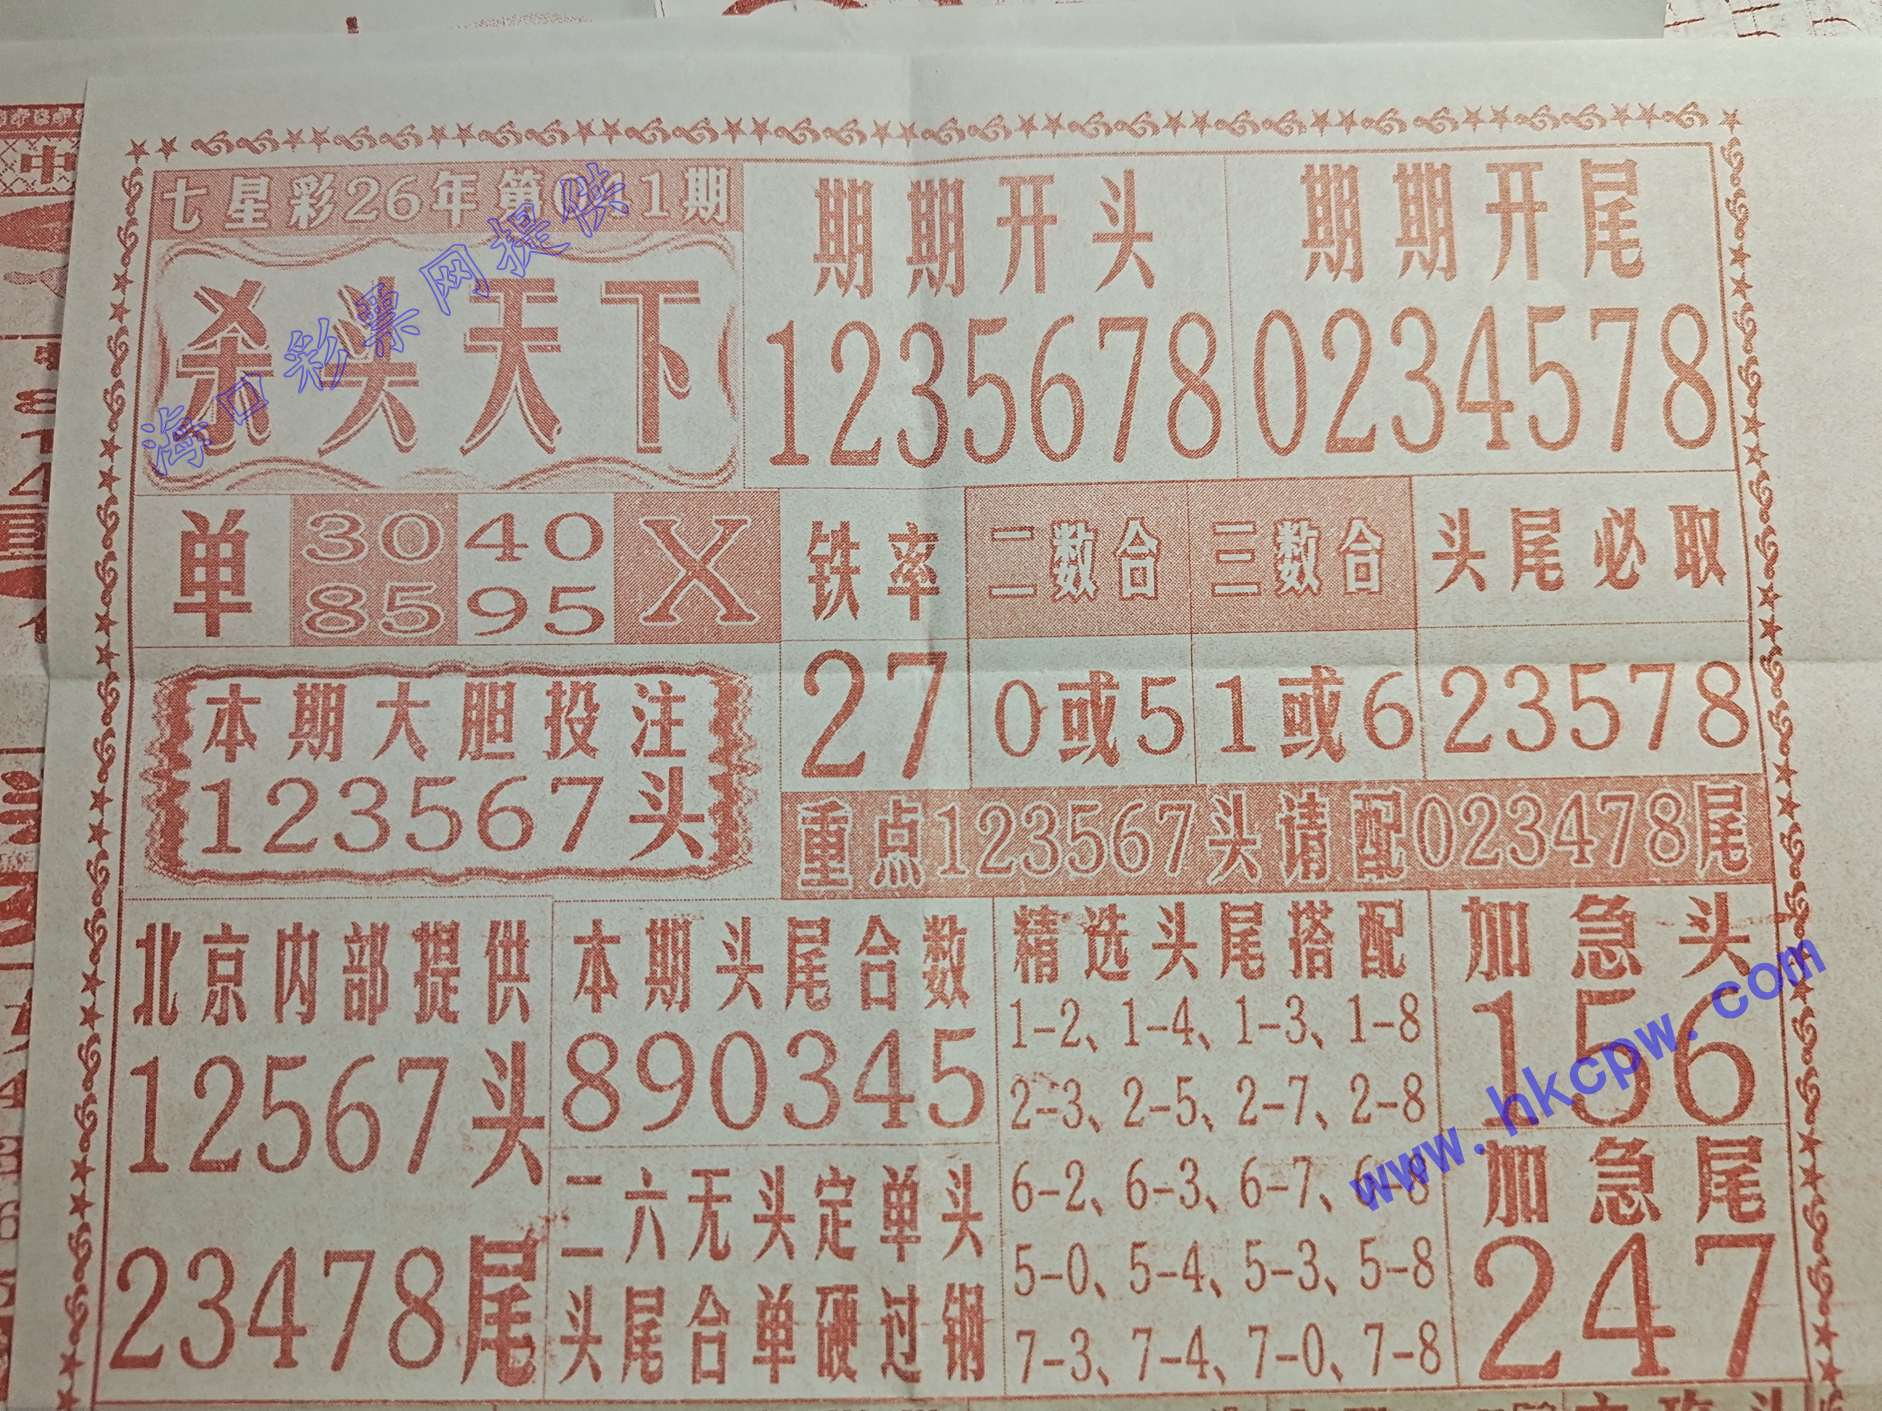 七星彩26年第011期
杀头天下
期期开头
1235678
期期开尾
0234578
单
30 40
85 95
X
铁率
27
二数合
0或5
三数合
1或6
头尾必取
23578
本期大胆投注
123567头
重点123567头请配023478尾
北京内部提供
12567头
23478尾
本期头尾合数
890345
二六无头定单头
头尾合单硬过钢
精选头尾搭配
1-2、1-4、1-3、1-8
2-3、2-5、2-7、2-8
6-2、6-3、6-7、6-8
5-0、5-4、5-3、5-8
7-3、7-4、7-0、7-8
加急头
156
加急尾
247
海口彩票网提供
www.hkcpw.com
中